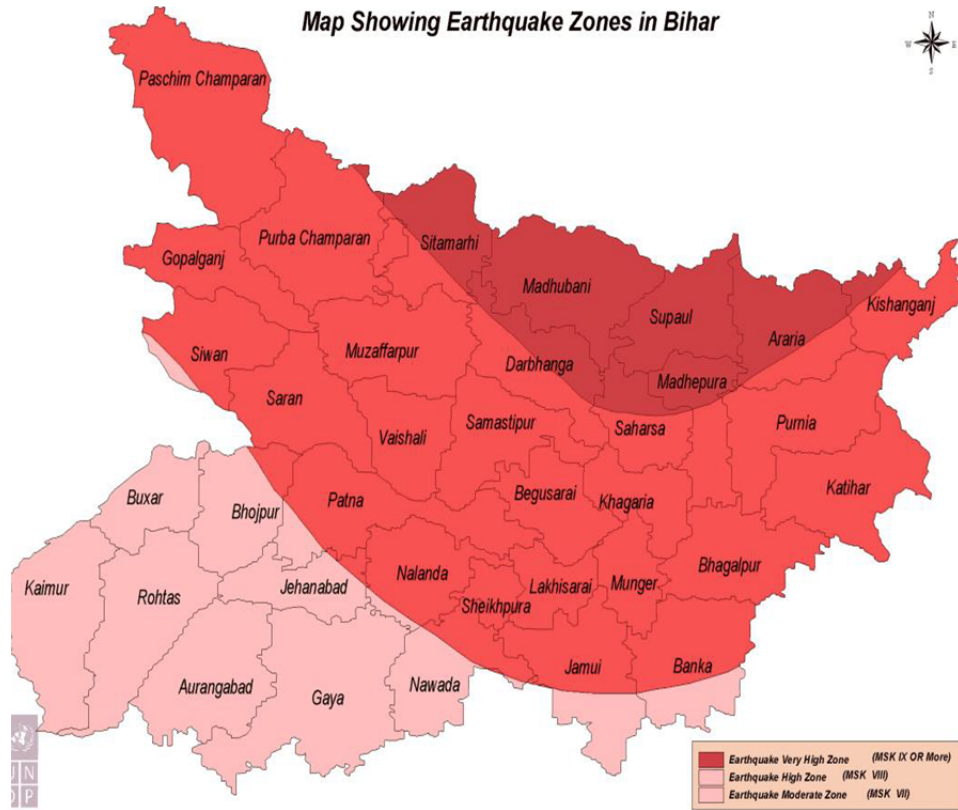 Map Showing Earthquake Zones in Bihar
N
W E
S
Paschim Champaran
Gopalganj
Purba Champaran
Sitamarhi
Madhubani
Supaul
Araria
Kishanganj
Siwan
Muzaffarpur
Darbhanga
Madhepura
Saran
Vaishali
Samastipur
Saharsa
Purnia
Buxar
Bhojpur
Patna
Begusarai
Khagaria
Katihar
Kaimur
Rohtas
Jehanabad
Nalanda
Sheikhpura
Lakhisarai
Munger
Bhagalpur
Aurangabad
Gaya
Nawada
Jamui
Banka
U N
D P
Earthquake Very High Zone (MSK IX OR More)
Earthquake High Zone (MSK VIII)
Earthquake Moderate Zone (MSK VII)